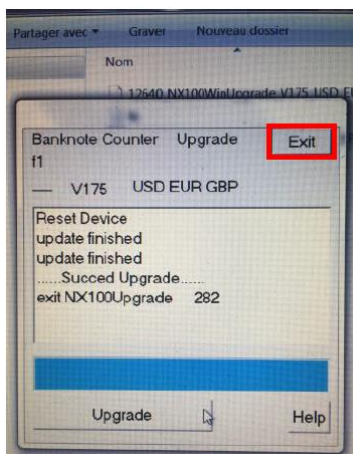 Partager avec Graver Nouveau dossier
Nom
12640 NX100WinUpgrade V175 USD E
Banknote Counter Upgrade Exit
f1
— V175 USD EUR GBP
Reset Device
update finished
update finished
......Succed Upgrade......
exit NX100Upgrade 282
Upgrade Help